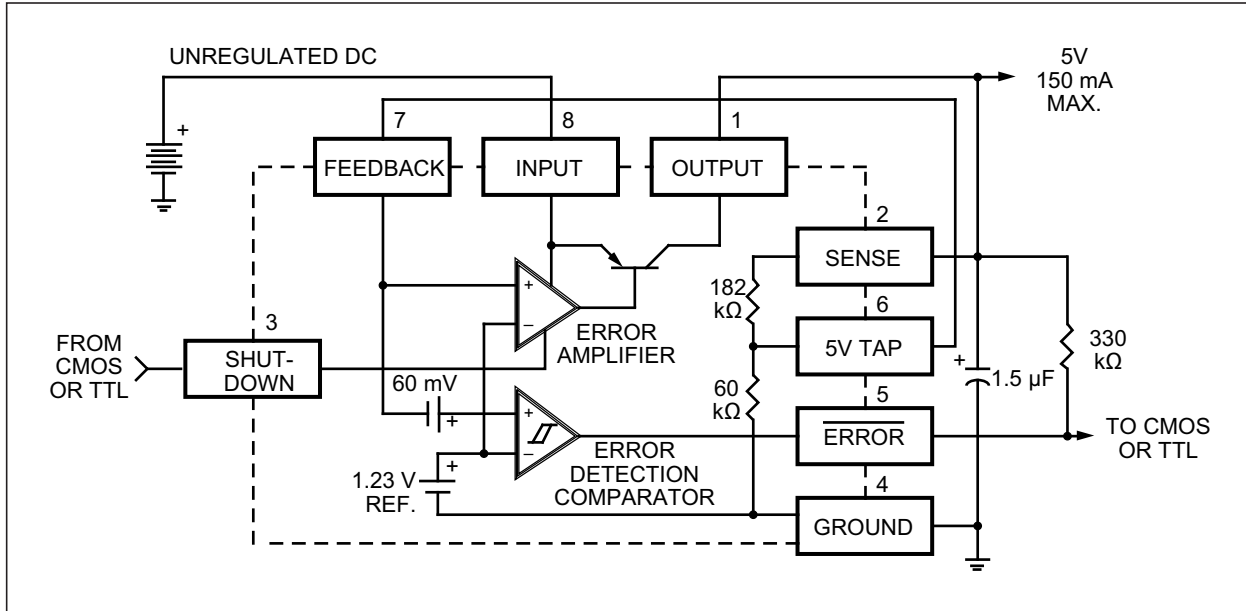 UNREGULATED DC
5V
150 mA
MAX.
+
7
8
1
FEEDBACK
INPUT
OUTPUT
2
SENSE
182
kΩ
+
−
ERROR
AMPLIFIER
6
5V TAP
330
kΩ
3
FROM
CMOS
OR TTL
SHUT-
DOWN
60 mV
+
+
−
60
kΩ
+
1.5 µF
5
ERROR
TO CMOS
OR TTL
ERROR
DETECTION
COMPARATOR
1.23 V
REF.
+
4
GROUND